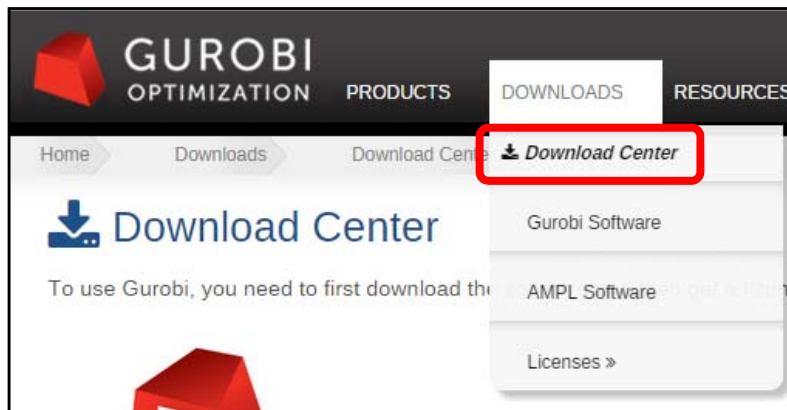 GUROBI
OPTIMIZATION
PRODUCTS
DOWNLOADS
RESOURCES
Home
Downloads
Download Cente
Download Center
Download Center
Gurobi Software
To use Gurobi, you need to first download the
AMPL Software
Licenses »